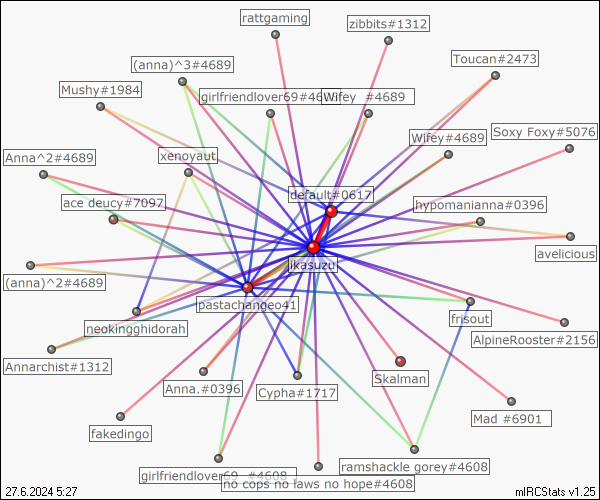 rattgaming
zibbits#1312
(anna)^3#4689
Toucan#2473
Mushy#1984
girlfriendlover69#4689
Wifey #4689
Soxy Foxy#5076
Wifey#4689
Anna^2#4689
xenoyaut
default#0617
ace deucy#7097
hypomanianna#0396
avelicious
ikasuzu
(anna)^2#4689
pastachangeo41
neokingghidorah
frisout
AlpineRooster#2156
Annarchist#1312
Skalman
Anna.#0396
Cypha#1717
Mad #6901
fakedingo
girlfriendlover69 #4608
ramshackle gorey#4608
no cops no laws no hope#4608
27.6.2024 5:27
mIRCStats v1.25